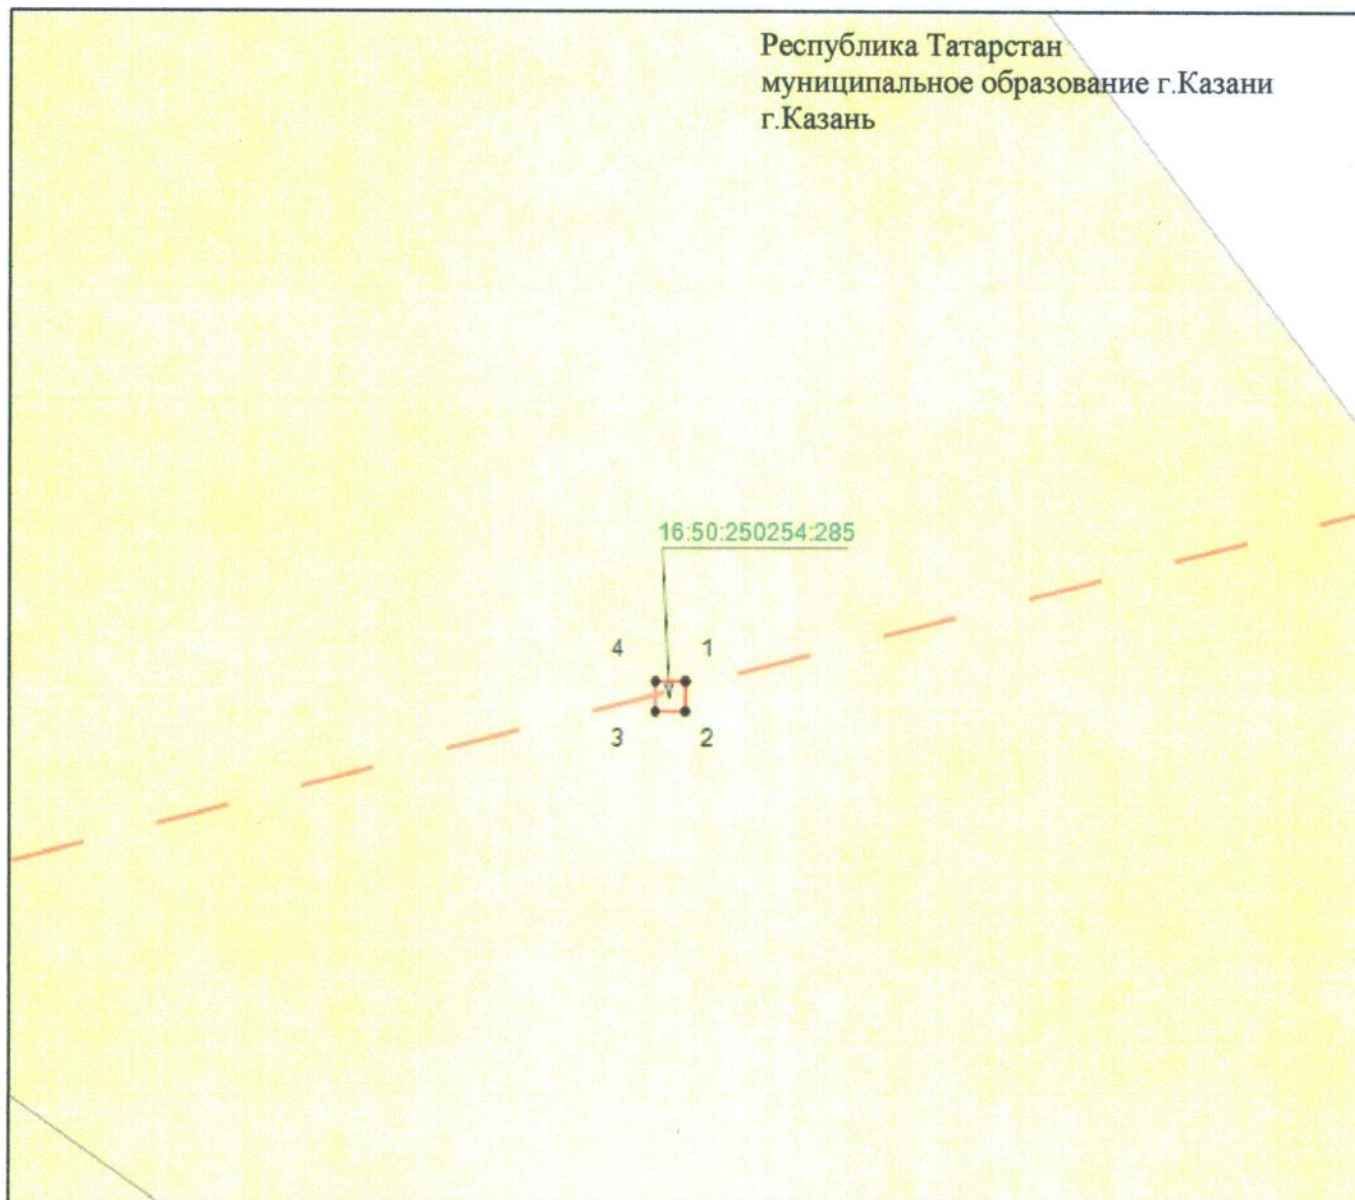 Республика Татарстан
муниципальное образование г.Казани
г.Казань
16:50:250254:285
4 1
3 2